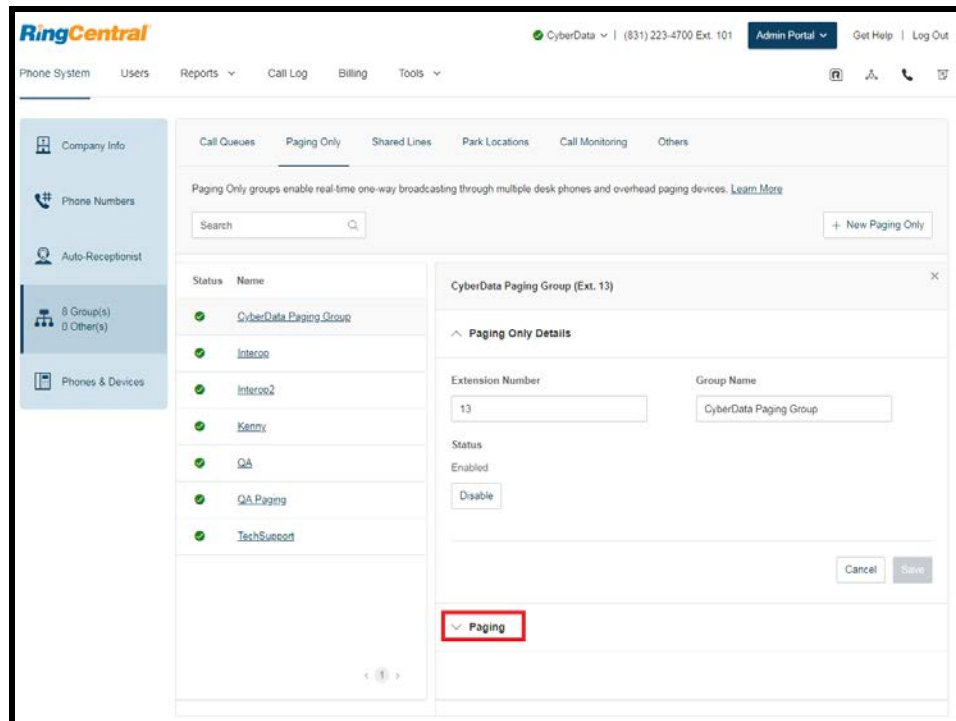 RingCentral
CyberData | (831) 223-4700 Ext. 101 Admin Portal Get Help | Log Out
Phone System Users Reports Call Log Billing Tools
Company Info
Phone Numbers
Auto-Receptionist
8 Group(s)
0 Other(s)
Phones & Devices
Call Queues Paging Only Shared Lines Park Locations Call Monitoring Others
Paging Only groups enable real-time one-way broadcasting through multiple desk phones and overhead paging devices. Learn More
Search
+ New Paging Only
Status Name
CyberData Paging Group
Interop
Interop2
Kenny
QA
QA Paging
TechSupport
1
CyberData Paging Group (Ext. 13)
Paging Only Details
Extension Number Group Name
13 CyberData Paging Group
Status
Enabled
Disable
Cancel Save
Paging